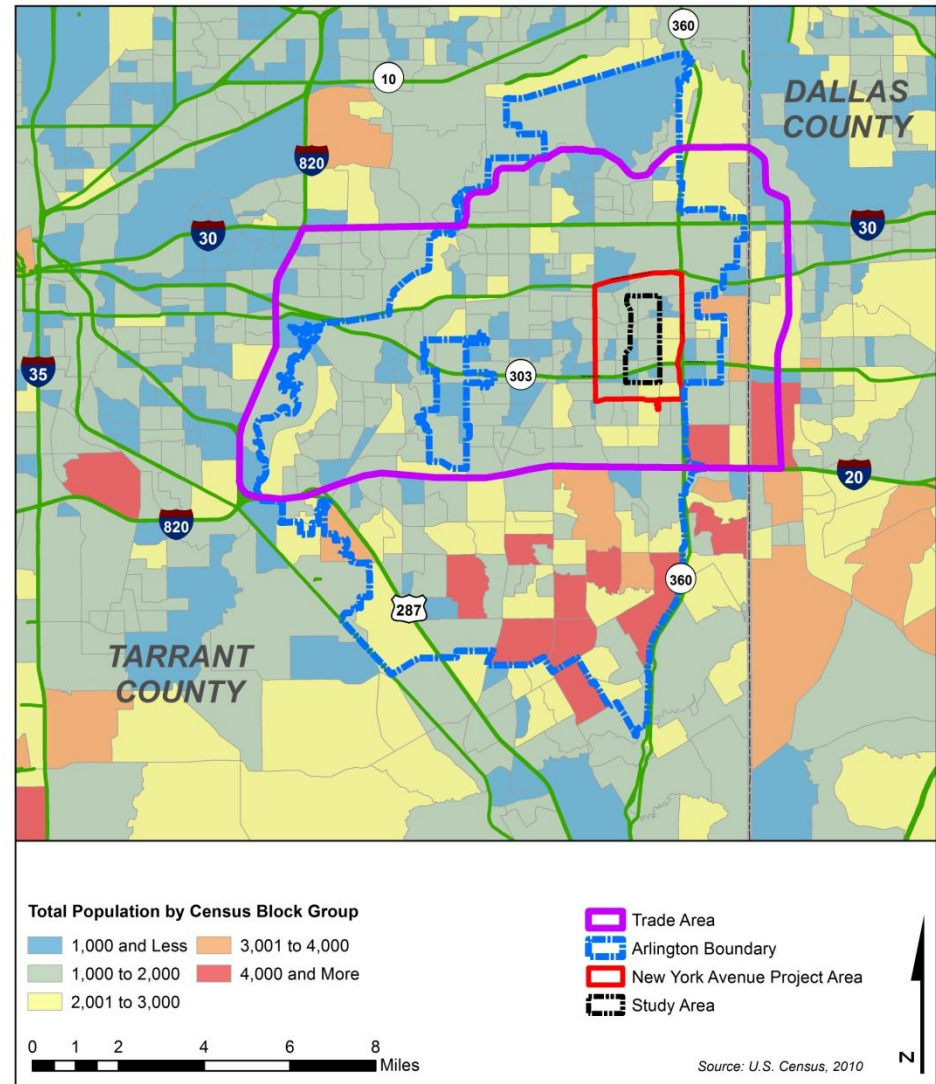 360
10
DALLAS
COUNTY
820
30
30
35
303
20
820
360
287
TARRANT
COUNTY
Total Population by Census Block Group
1,000 and Less
3,001 to 4,000
1,000 to 2,000
4,000 and More
2,001 to 3,000
Trade Area
Arlington Boundary
New York Avenue Project Area
Study Area
0 1 2 4 6 8
Miles
Source: U.S. Census, 2010
N